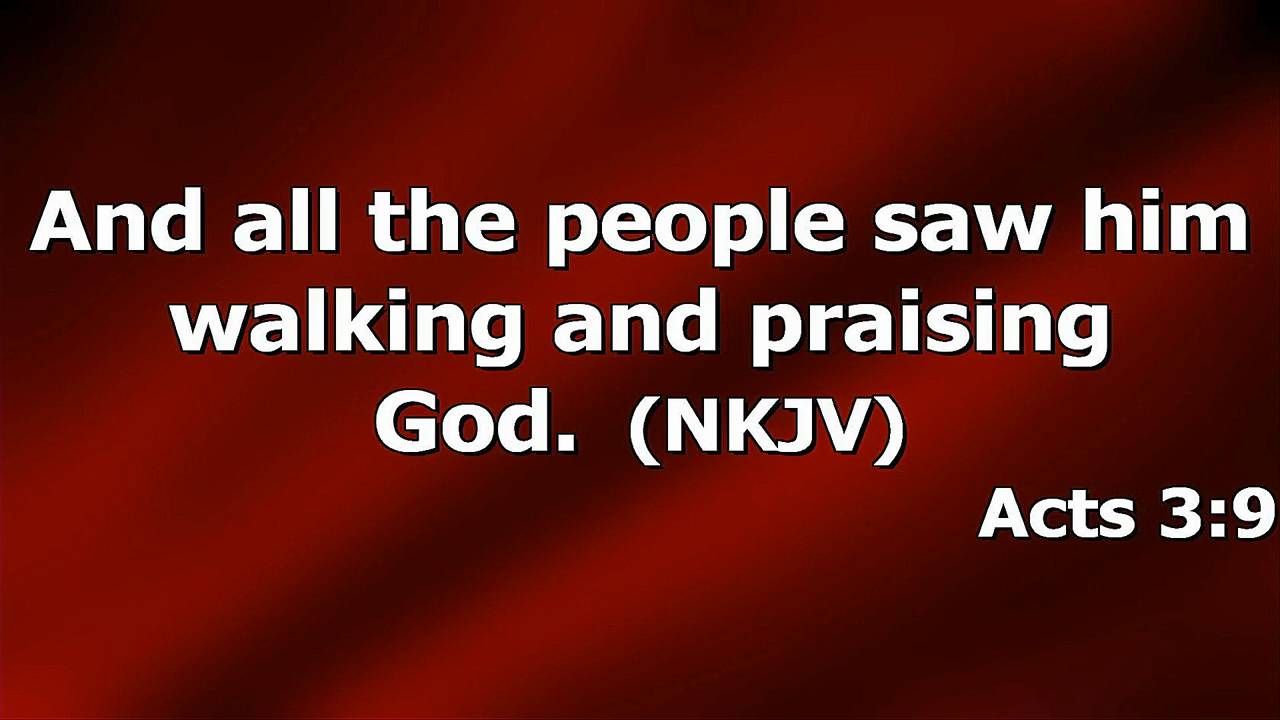 And all the people saw him
walking and praising
God.  (NKJV)
Acts 3:9